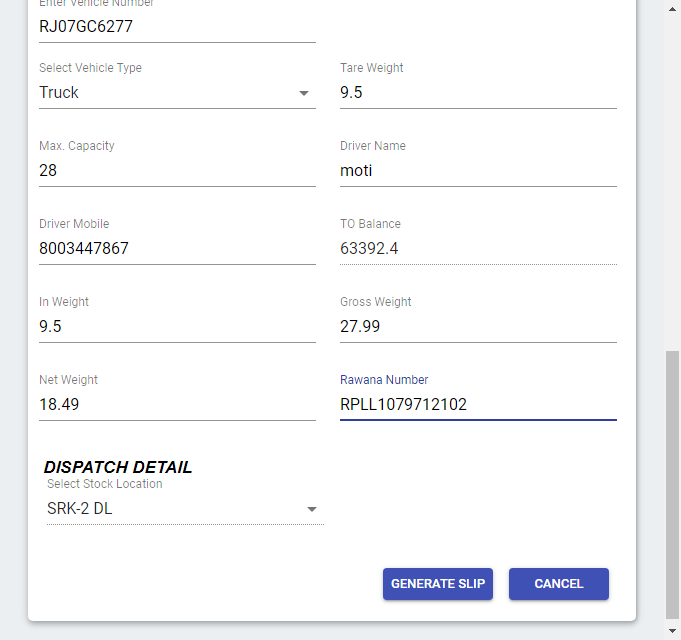 Enter Vehicle Number
RJ07GC6277
Select Vehicle Type
Truck
Tare Weight
9.5
Max. Capacity
28
Driver Name
moti
Driver Mobile
8003447867
TO Balance
63392.4
In Weight
9.5
Gross Weight
27.99
Net Weight
18.49
Rawana Number
RPLL1079712102
DISPATCH DETAIL
Select Stock Location
SRK-2 DL
GENERATE SLIP
CANCEL